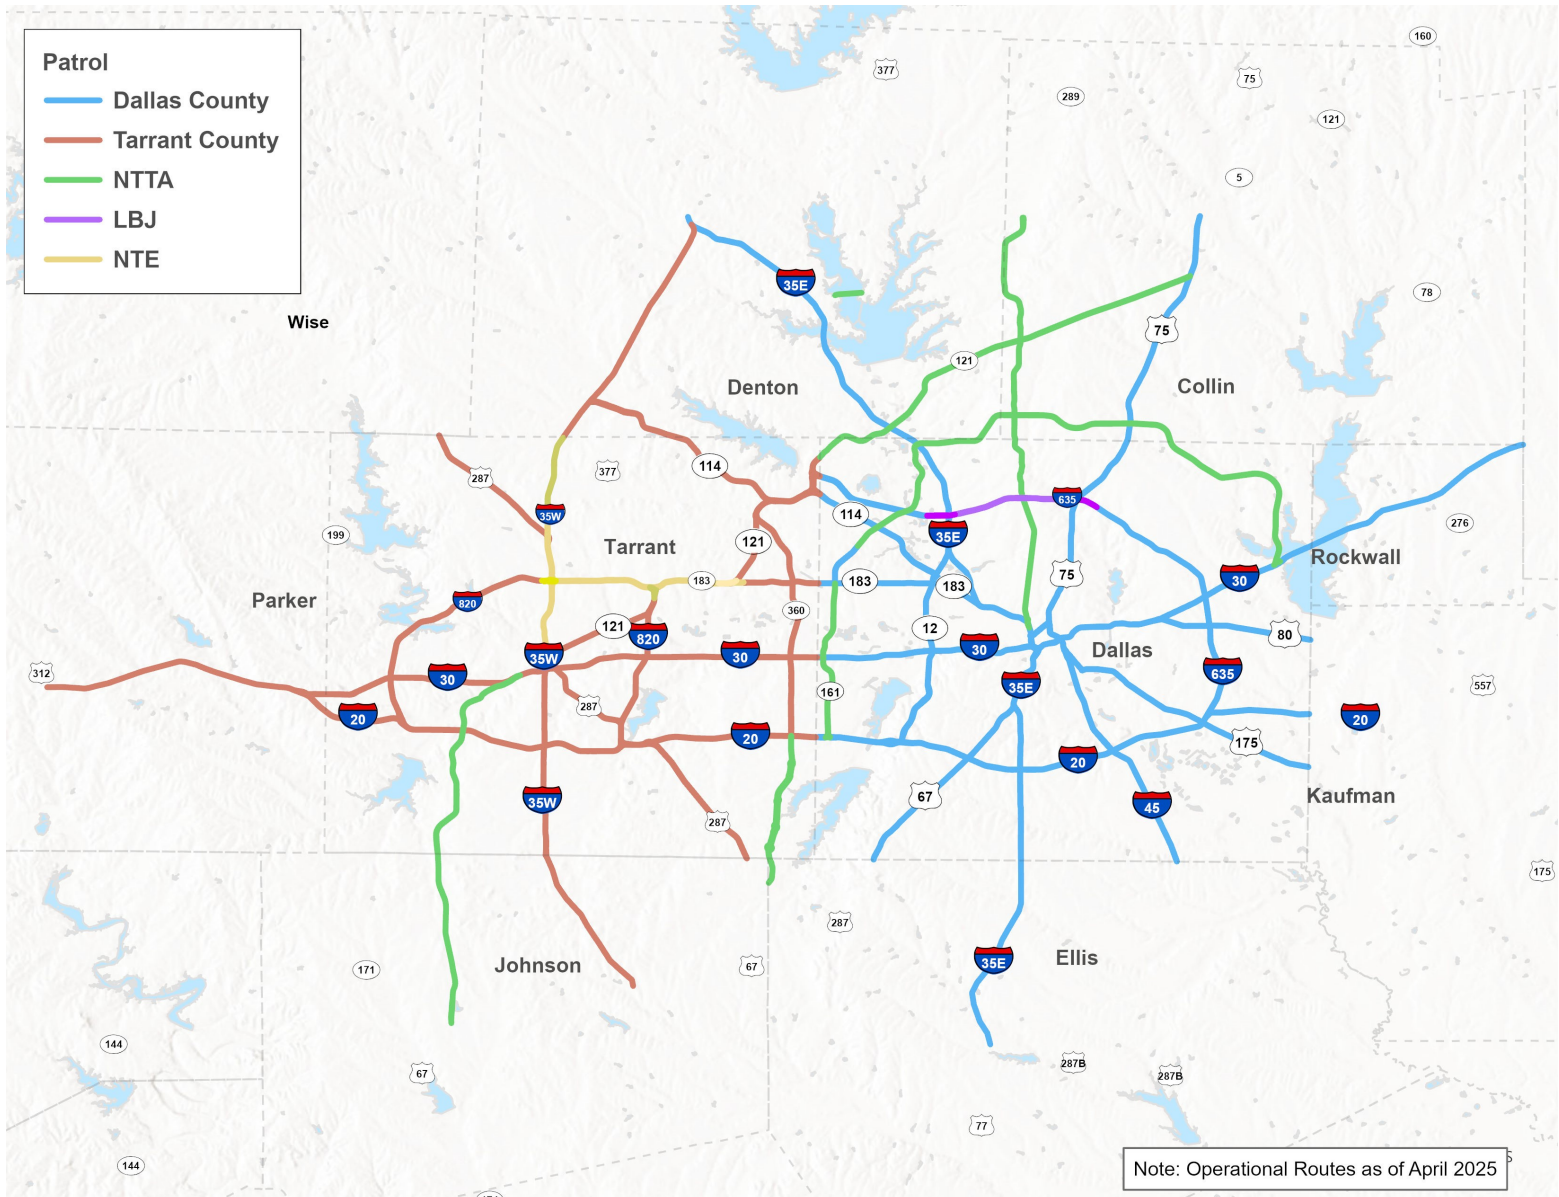 Patrol
Dallas County
Tarrant County
NTTA
LBJ
NTE
160
377
75
289
121
5
35E
78
Wise
75
121
Denton
Collin
114
287
377
635
35W
114
276
199
35E
121
Tarrant
Rockwall
75
30
183
183
183
820
Parker
360
121
12
80
820
30
30
Dallas
35W
312
30
635
35E
161
557
287
20
20
20
175
20
67
35W
Kaufman
45
287
175
287
Ellis
35E
Johnson
67
171
144
287B
67
287B
77
144
Note: Operational Routes as of April 2025